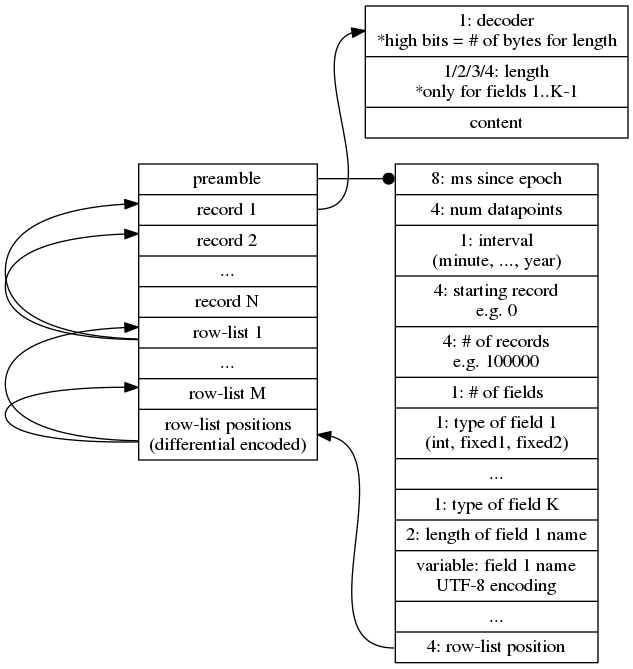 1: decoder
*high bits = # of bytes for length
1/2/3/4: length
*only for fields 1..K-1
content
preamble
record 1
record 2
...
record N
row-list 1
...
row-list M
row-list positions
(differential encoded)
8: ms since epoch
4: num datapoints
1: interval
(minute, ..., year)
4: starting record
e.g. 0
4: # of records
e.g. 100000
1: # of fields
1: type of field 1
(int, fixed1, fixed2)
...
1: type of field K
2: length of field 1 name
variable: field 1 name
UTF-8 encoding
...
4: row-list position